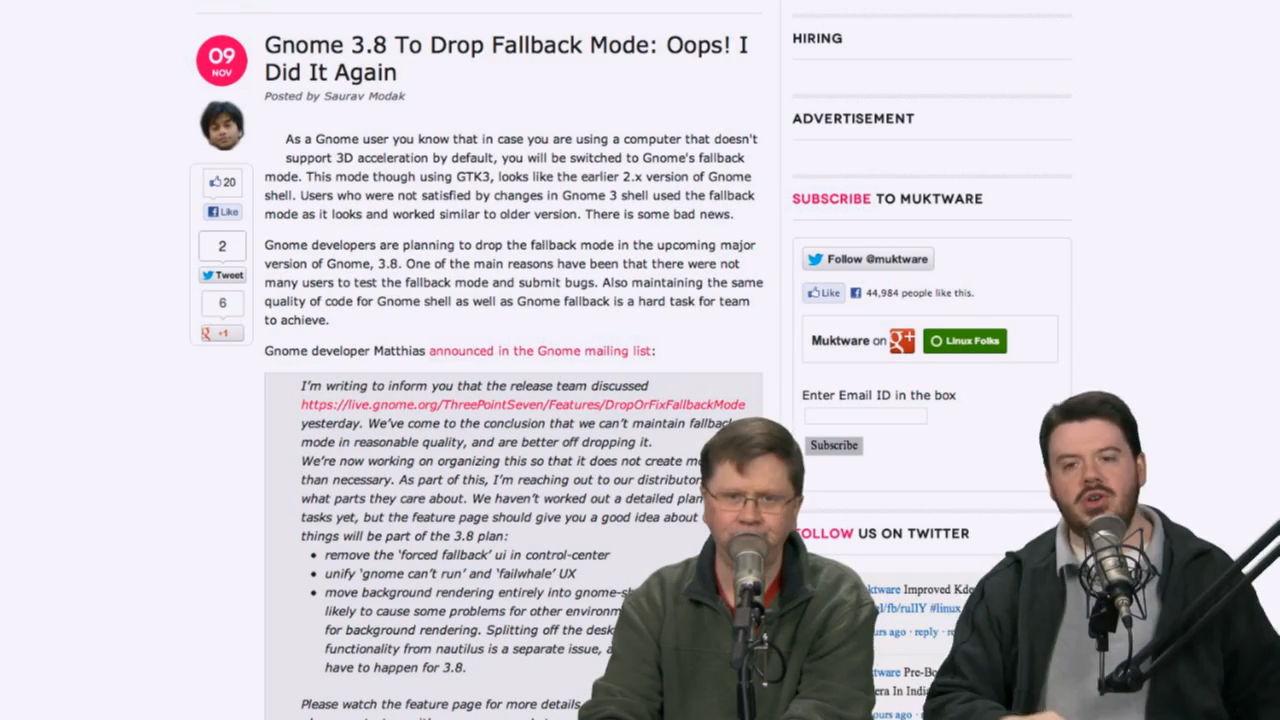 09
NOV
Gnome 3.8 To Drop Fallback Mode: Oops! I
Did It Again
Posted by Saurav Modak
As a Gnome user you know that in case you are using a computer that doesn't
support 3D acceleration by default, you will be switched to Gnome's fallback
mode. This mode though using GTK3, looks like the earlier 2.x version of Gnome
shell. Users who were not satisfied by changes in Gnome 3 shell used the fallback
mode as it looks and worked similar to older version. There is some bad news.
Gnome developers are planning to drop the fallback mode in the upcoming major
version of Gnome, 3.8. One of the main reasons have been that there were not
many users to test the fallback mode and submit bugs. Also maintaining the same
quality of code for Gnome shell as well as Gnome fallback is a hard task for team
to achieve.
Gnome developer Matthias announced in the Gnome mailing list:
I'm writing to inform you that the release team discussed
https://live.gnome.org/ThreePointSeven/Features/DropOrFixFallbackMode
yesterday. We've come to the conclusion that we can't maintain fallback
mode in reasonable quality, and are better off dropping it.
We're now working on organizing this so that it does not create
than necessary. As part of this, I'm reaching out to our
what parts they care about. We haven't worked out a detailed plan
tasks yet, but the feature page should give you a good idea about
things will be part of the 3.8 plan:
• remove the 'forced fallback' ui in control-center
• unify 'gnome can't run' and 'failwhale' UX
• move background rendering entirely into
likely to cause some problems for other
for background rendering. Splitting off the
functionality from nautilus is a separate issue,
have to happen for 3.8.
Please watch the feature page for more details
20
Like
2
Tweet
6
+1
HIRING
ADVERTISEMENT
SUBSCRIBE TO MUKTWARE
Follow @muktware
Like 44,984 people like this.
Muktware on g+ Linux Folks
Enter Email ID in the box
Subscribe
FOLLOW US ON TWITTER
Improved
#linux
ago · reply
Pre-
in
ago · reply